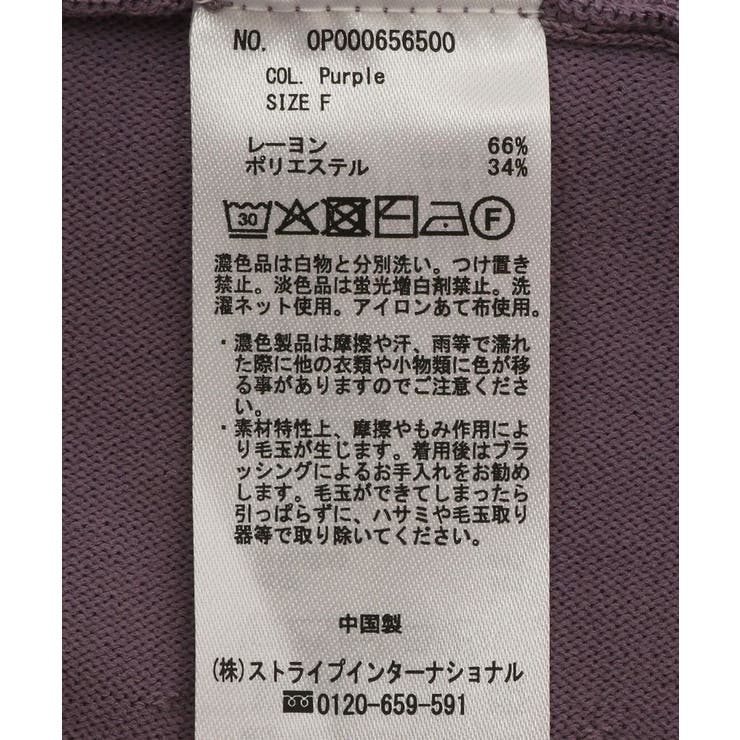 NO. OP000656500
COL. Purple
SIZE F
レーヨン 66%
ポリエステル 34%
30
F
濃色品は白物と分別洗い。つけ置き
禁止。淡色品は蛍光増白剤禁止。洗
濯ネット使用。アイロンあて布使用。
・濃色製品は摩擦や汗、雨等で濡れ
た際に他の衣類や小物類に色が移
る事がありますのでご注意くださ
い。
・素材特性上、摩擦やもみ作用によ
り毛玉が生じます。着用後はブラ
ッシングによるお手入れをお勧め
します。毛玉ができてしまったら
引っぱらずに、ハサミや毛玉取り
器等で取り除いてください。
中国製
(株)ストライプインターナショナル
0120-659-591